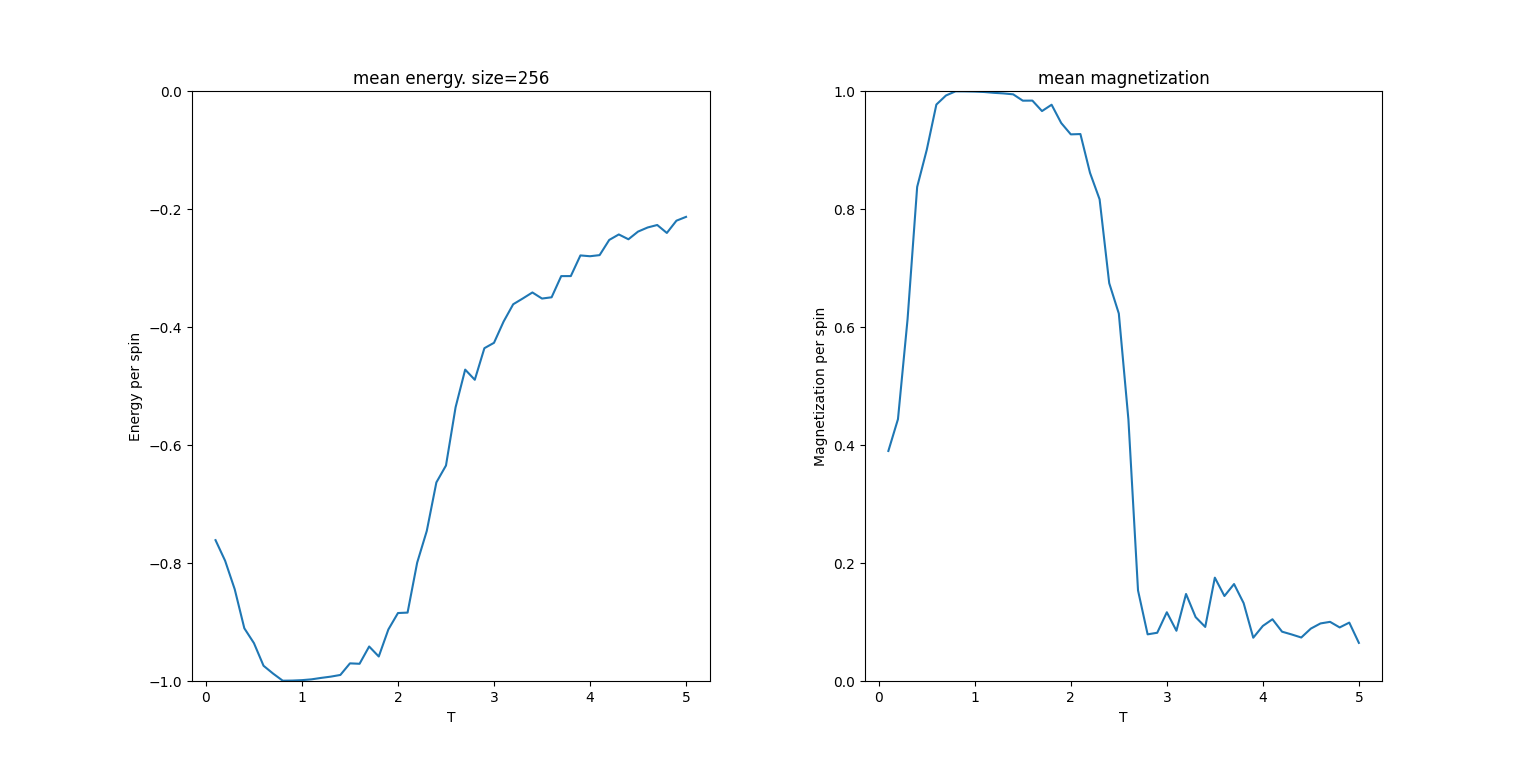 mean energy. size=256
Energy per spin
0.0
−0.2
−0.4
−0.6
−0.8
−1.0
0 1 2 3 4 5
T
mean magnetization
Magnetization per spin
1.0
0.8
0.6
0.4
0.2
0.0
0 1 2 3 4 5
T